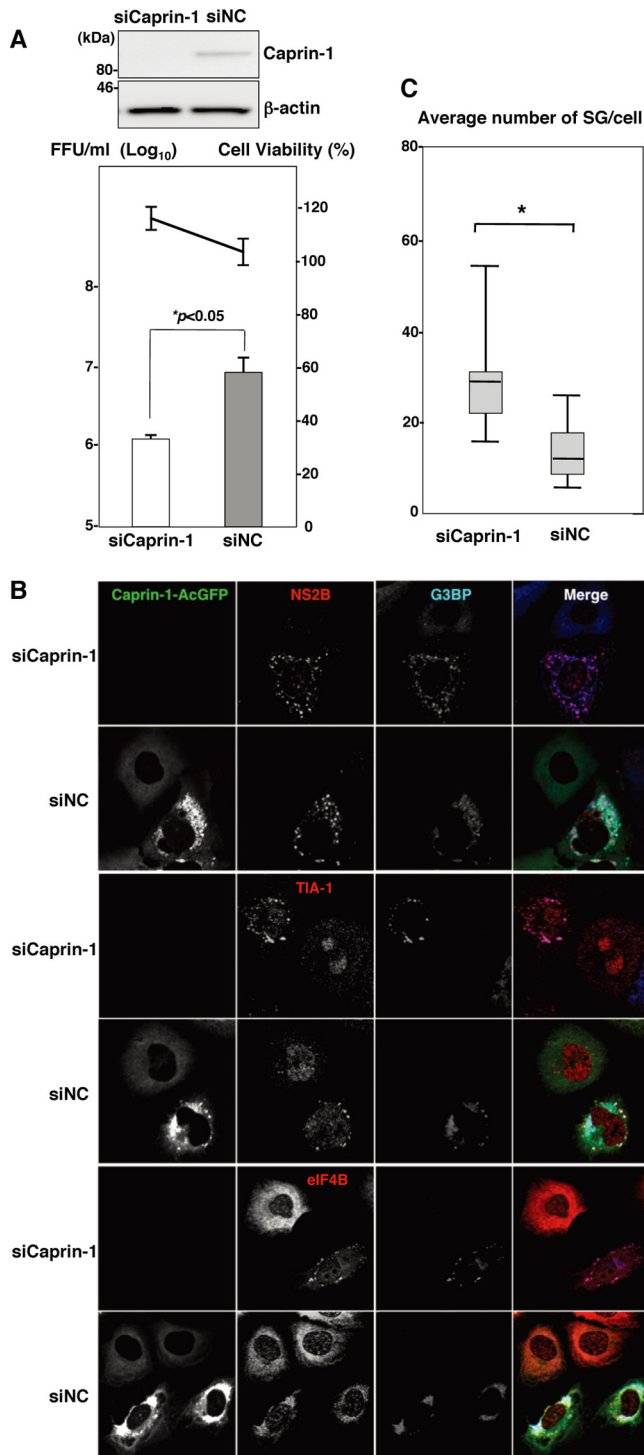 siCaprin-1 siNC
A
(kDa)
Caprin-1
80-
46-
β-actin
FFU/ml (Log10) Cell Viability (%)
8
7
6
5
-120
-100
-80
-60
-40
-20
0
*p<0.05
siCaprin-1 siNC
C
Average number of SG/cell
80
60
40
20
0
*
siCaprin-1 siNC
B
Caprin-1-AcGFP NS2B G3BP Merge
siCaprin-1
siNC
TIA-1
siCaprin-1
siNC
eIF4B
siCaprin-1
siNC